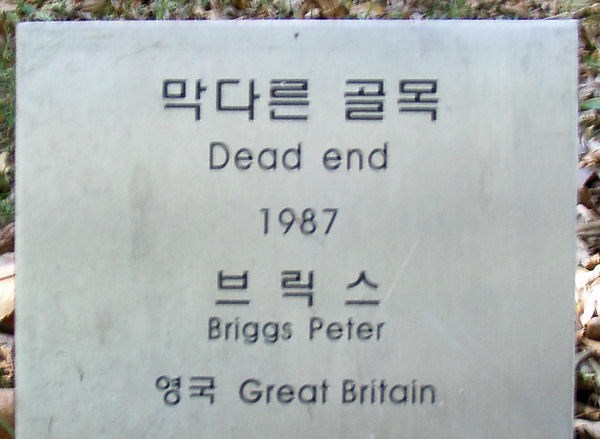 막다른 골목
Dead end
1987
브릭스
Briggs Peter
영국 Great Britain